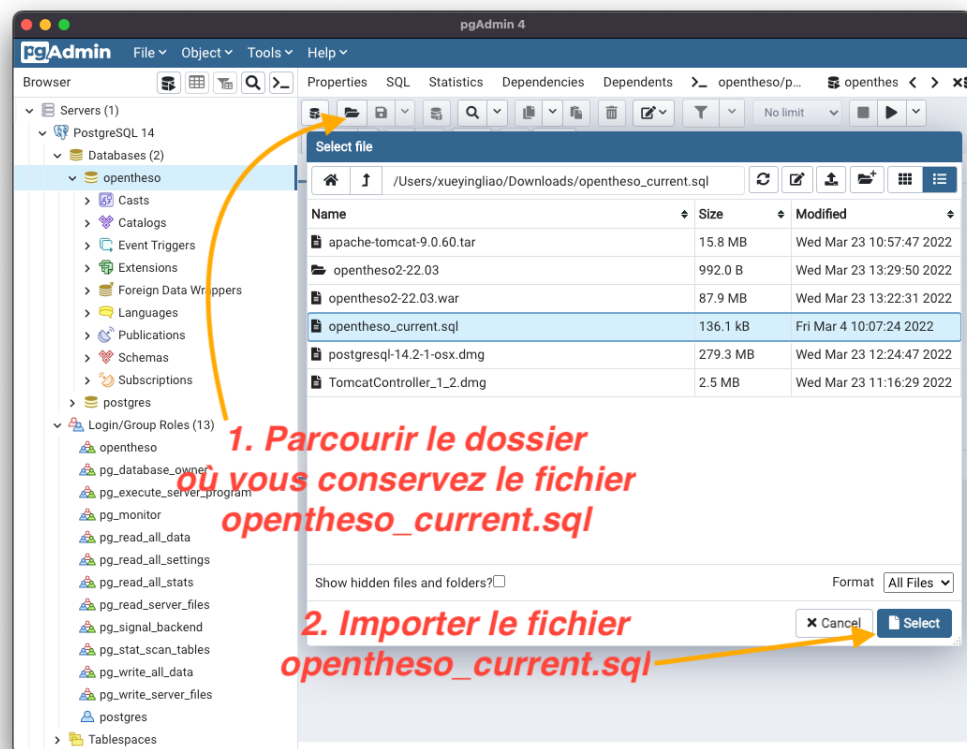 pgAdmin 4
pgAdmin File Object Tools Help
Browser
Properties SQL Statistics Dependencies Dependents >_ opentheso/p... openthes
No limit
Servers (1)
PostgreSQL 14
Databases (2)
opentheso
Casts
Catalogs
Event Triggers
Extensions
Foreign Data Wrappers
Languages
Publications
Schemas
Subscriptions
postgres
Login/Group Roles (13)
opentheso
pg_database_owner
pg_execute_server_program
pg_monitor
pg_read_all_data
pg_read_all_settings
pg_read_all_stats
pg_read_server_files
pg_signal_backend
pg_stat_scan_tables
pg_write_all_data
pg_write_server_files
postgres
Tablespaces
Select file
/Users/xueyingliao/Downloads/opentheso_current.sql
Name Size Modified
apache-tomcat-9.0.60.tar 15.8 MB Wed Mar 23 10:57:47 2022
opentheso2-22.03 992.0 B Wed Mar 23 13:29:50 2022
opentheso2-22.03.war 87.9 MB Wed Mar 23 13:22:31 2022
opentheso_current.sql 136.1 kB Fri Mar 4 10:07:24 2022
postgresql-14.2-1-osx.dmg 279.3 MB Wed Mar 23 12:24:47 2022
TomcatController_1_2.dmg 2.5 MB Wed Mar 23 11:16:29 2022
1. Parcourir le dossier
où vous conservez le fichier
opentheso_current.sql
Show hidden files and folders? Format All Files
Cancel Select
2. Importer le fichier
opentheso_current.sql